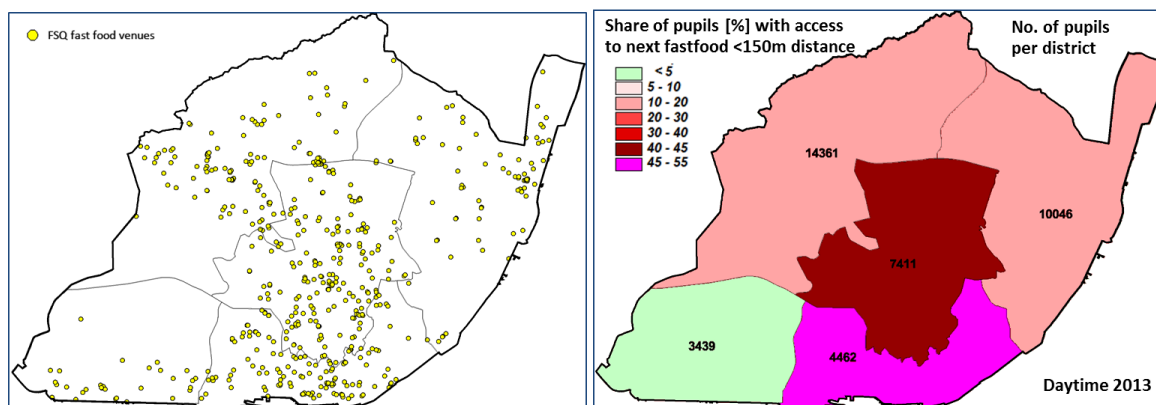 FSQ fast food venues
Share of pupils [%] with access
to next fastfood <150m distance
No. of pupils
per district
< 5
5 - 10
10 - 20
20 - 30
30 - 40
40 - 45
45 - 55
14361
10046
7411
3439
4462
Daytime 2013